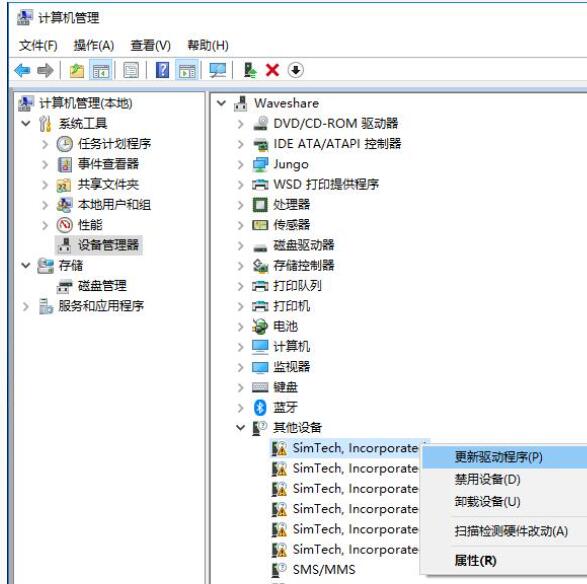 计算机管理
文件(F) 操作(A) 查看(V) 帮助(H)
计算机管理(本地)
系统工具
任务计划程序
事件查看器
共享文件夹
本地用户和组
性能
设备管理器
存储
磁盘管理
服务和应用程序
Waveshare
DVD/CD-ROM 驱动器
IDE ATA/ATAPI 控制器
Jungo
WSD 打印提供程序
处理器
传感器
磁盘驱动器
存储控制器
打印队列
打印机
电池
计算机
监视器
键盘
蓝牙
其他设备
SimTech, Incorporate
SimTech, Incorporate
SimTech, Incorporate
SimTech, Incorporate
SimTech, Incorporate
SimTech, Incorporate
SMS/MMS
更新驱动程序(P)
禁用设备(D)
卸载设备(U)
扫描检测硬件改动(A)
属性(R)